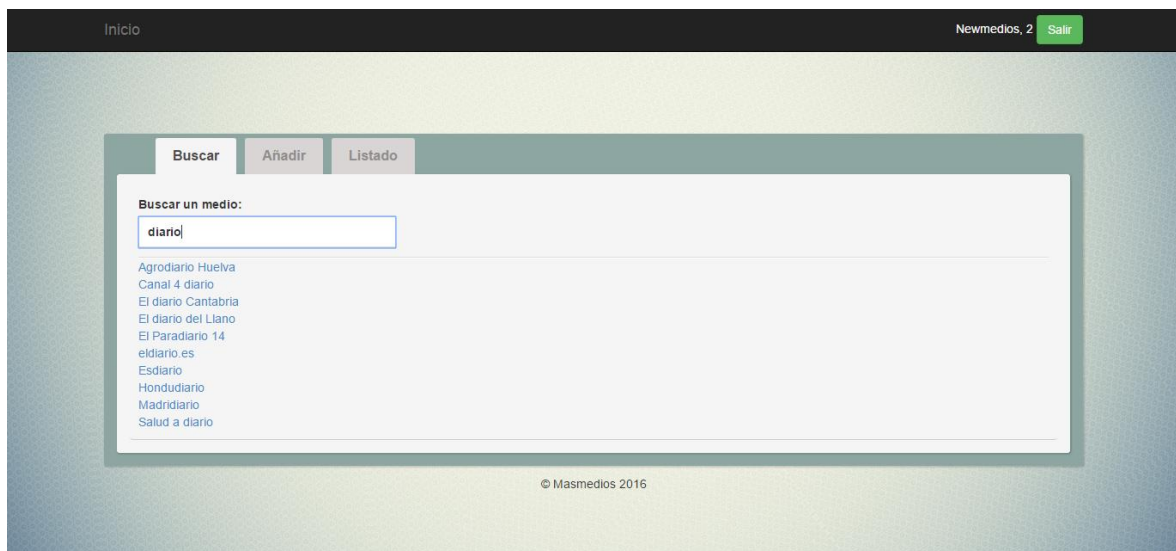 Inicio
Newmedios, 2 Salir
Buscar Añadir Listado
Buscar un medio:
diario
Agrodiario Huelva
Canal 4 diario
El diario Cantabria
El diario del Llano
El Paradiario 14
eldiario.es
Esdiario
Hondudiario
Madridiario
Salud a diario
© Masmedios 2016